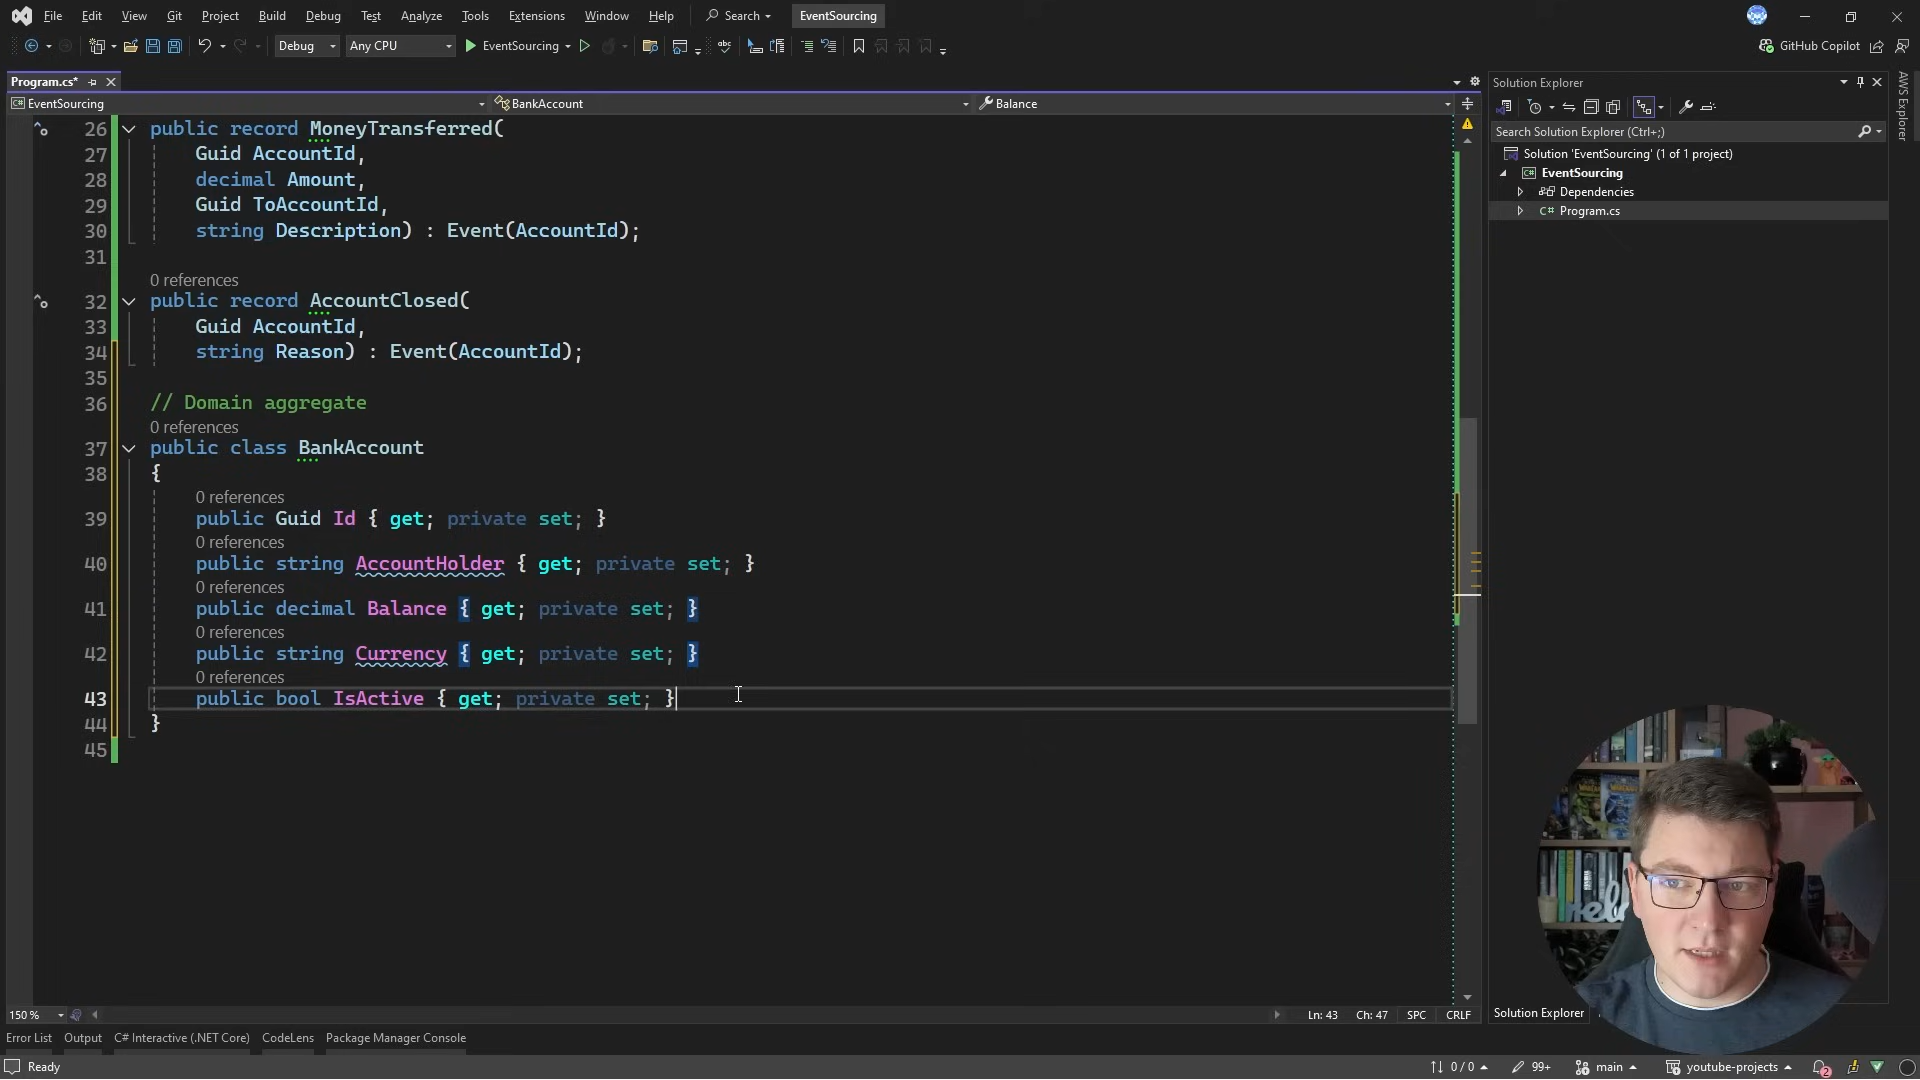 File Edit View Git Project Build Debug Test Analyze Tools Extensions Window Help Search EventSourcing
Debug Any CPU EventSourcing GitHub Copilot
Program.cs*
EventSourcing BankAccount Balance
26 public record MoneyTransferred(
27 Guid AccountId,
28 decimal Amount,
29 Guid ToAccountId,
30 string Description) : Event(AccountId);
31
0 references
32 public record AccountClosed(
33 Guid AccountId,
34 string Reason) : Event(AccountId);
35
36 // Domain aggregate
0 references
37 public class BankAccount
38 {
0 references
39 public Guid Id { get; private set; }
0 references
40 public string AccountHolder { get; private set; }
0 references
41 public decimal Balance { get; private set; }
0 references
42 public string Currency { get; private set; }
0 references
43 public bool IsActive { get; private set; }
44 }
45
150 % Ln: 43 Ch: 47 SPC CRLF
Error List Output C# Interactive (.NET Core) CodeLens Package Manager Console
Ready 0 / 0 99+ main youtube-projects 2
Solution Explorer
Search Solution Explorer (Ctrl+;)
Solution 'EventSourcing' (1 of 1 project)
C# EventSourcing
Dependencies
C# Program.cs
Solution Explorer
AWS Explorer